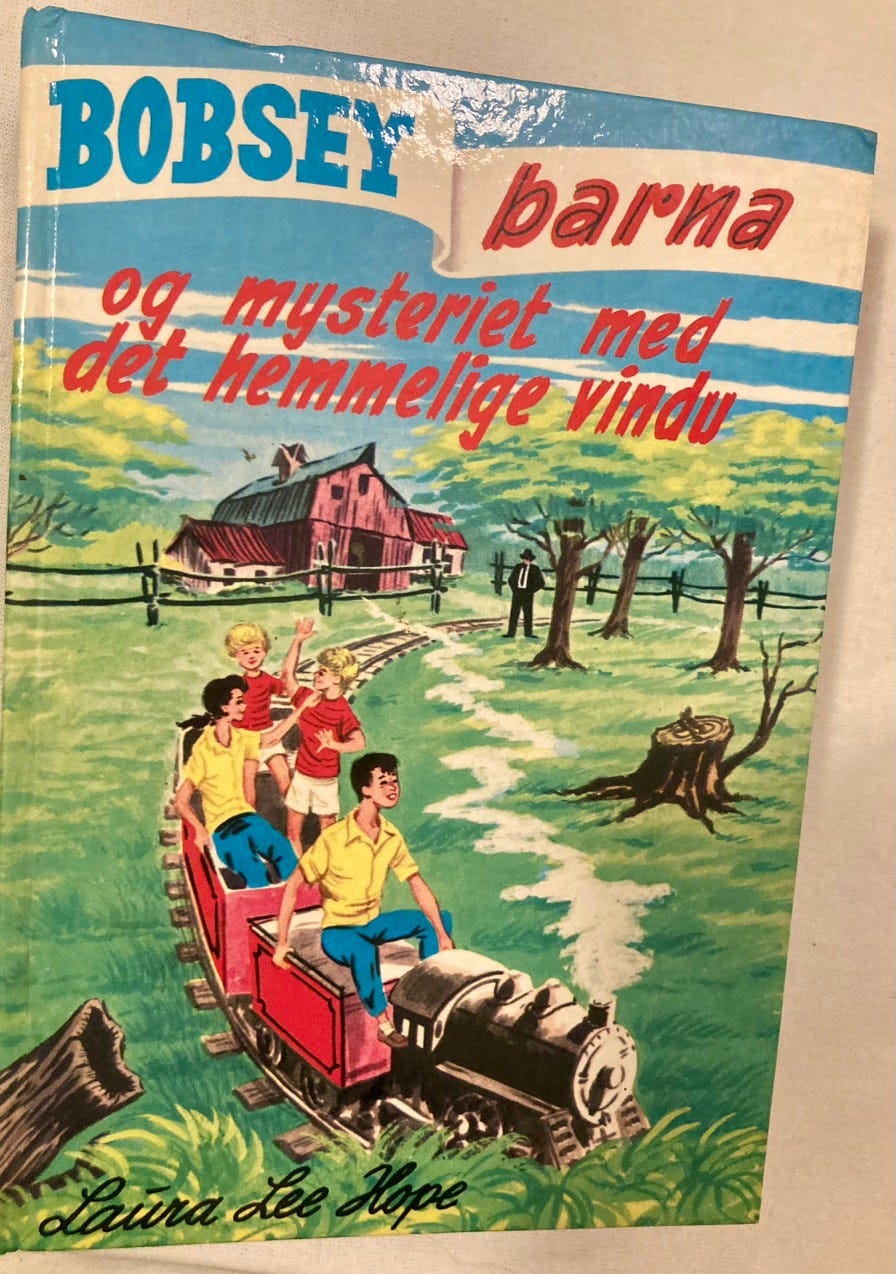 BOBSEY
barna
og mysteriet med
det hemmelige vindu
Laura Lee Hope